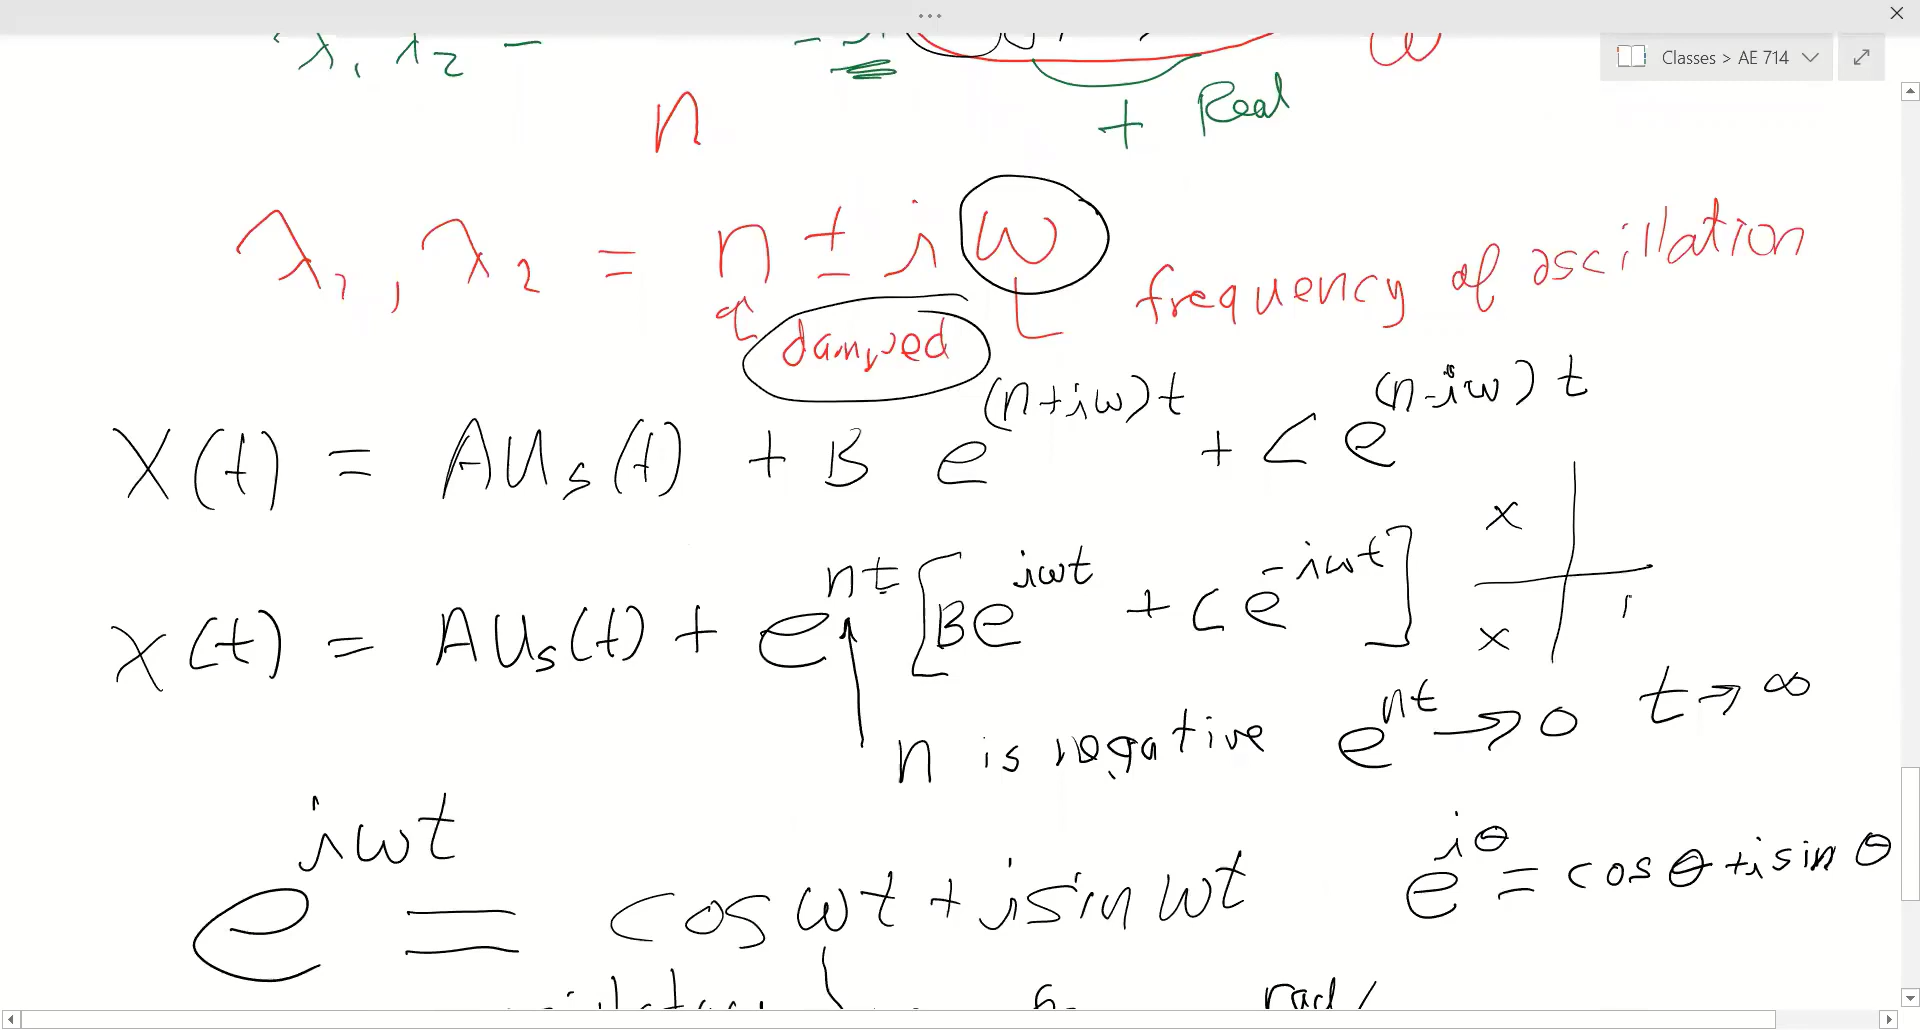 λ₁ λ₂ =
Classes > AE 714
n
+ Real
λ₁, λ₂ = n ± iω
frequency of oscillation
damped
X(t) = AUₛ(t) + B e^(n+iω)t + C e^(n-iω)t
X(t) = AUₛ(t) + e^nt [Be^iωt + Ce^-iωt]
x
x
n is negative e^nt → 0 t → ∞
e^iωt = cos ωt + i sin ωt
e^iθ = cos θ + i sin θ
rad/